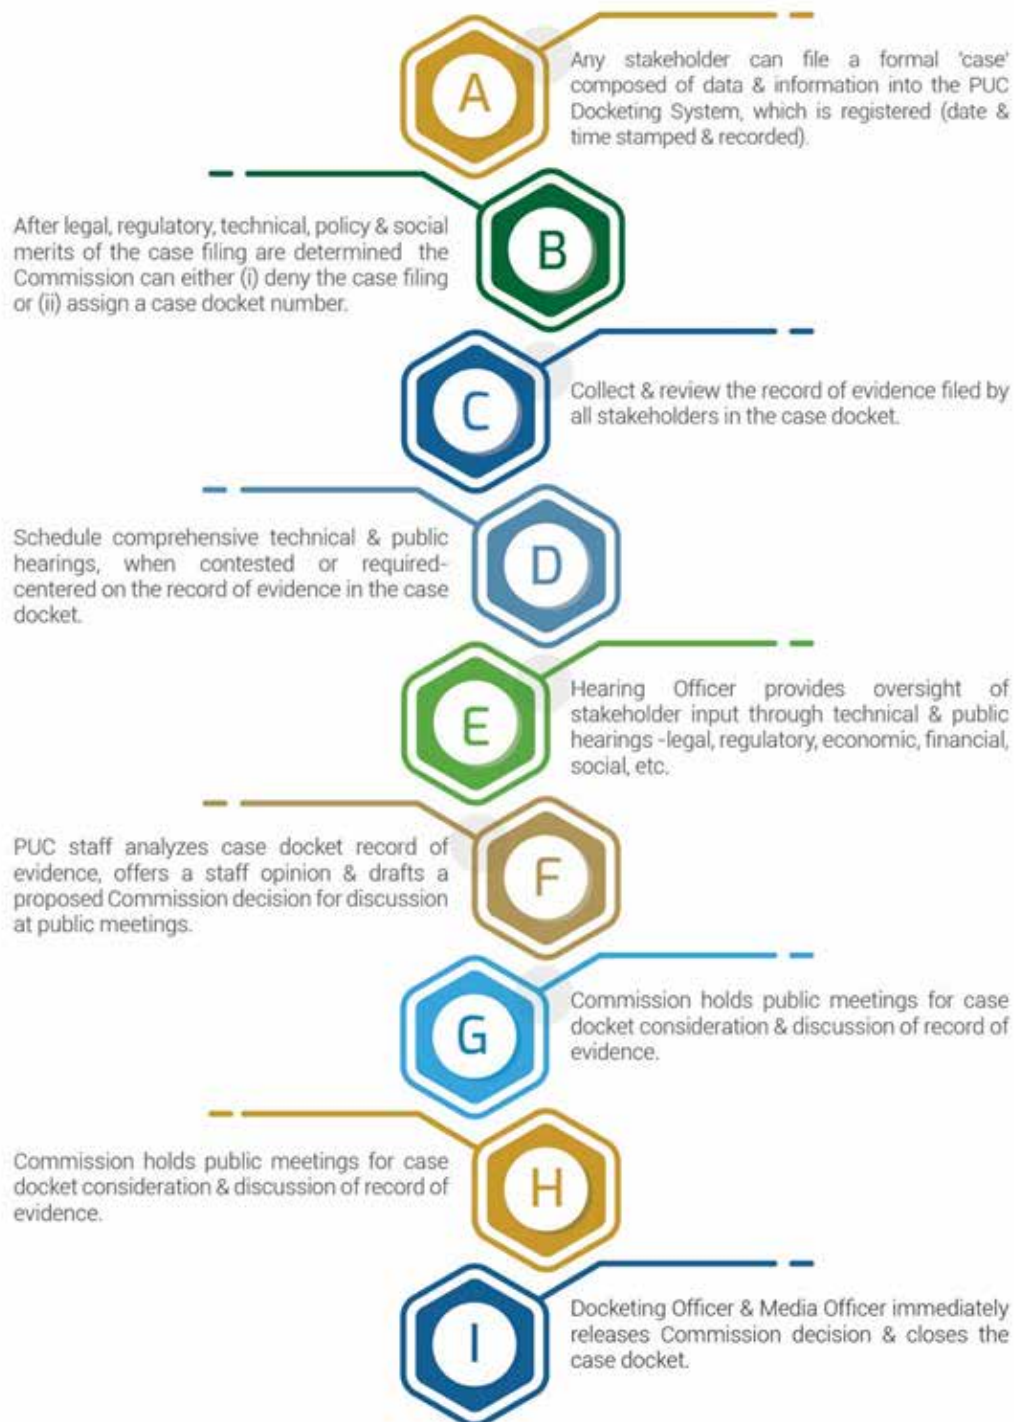 A
Any stakeholder can file a formal 'case'
composed of data & information into the PUC
Docketing System, which is registered (date &
time stamped & recorded).
B
After legal, regulatory, technical, policy & social
merits of the case filing are determined the
Commission can either (i) deny the case filing
or (ii) assign a case docket number.
C
Collect & review the record of evidence filed by
all stakeholders in the case docket.
D
Schedule comprehensive technical & public
hearings, when contested or required-
centered on the record of evidence in the case
docket.
E
Hearing Officer provides oversight of
stakeholder input through technical & public
hearings -legal, regulatory, economic, financial,
social, etc.
F
PUC staff analyzes case docket record of
evidence, offers a staff opinion & drafts a
proposed Commission decision for discussion
at public meetings.
G
Commission holds public meetings for case
docket consideration & discussion of record of
evidence.
H
Commission holds public meetings for case
docket consideration & discussion of record of
evidence.
I
Docketing Officer & Media Officer immediately
releases Commission decision & closes the
case docket.